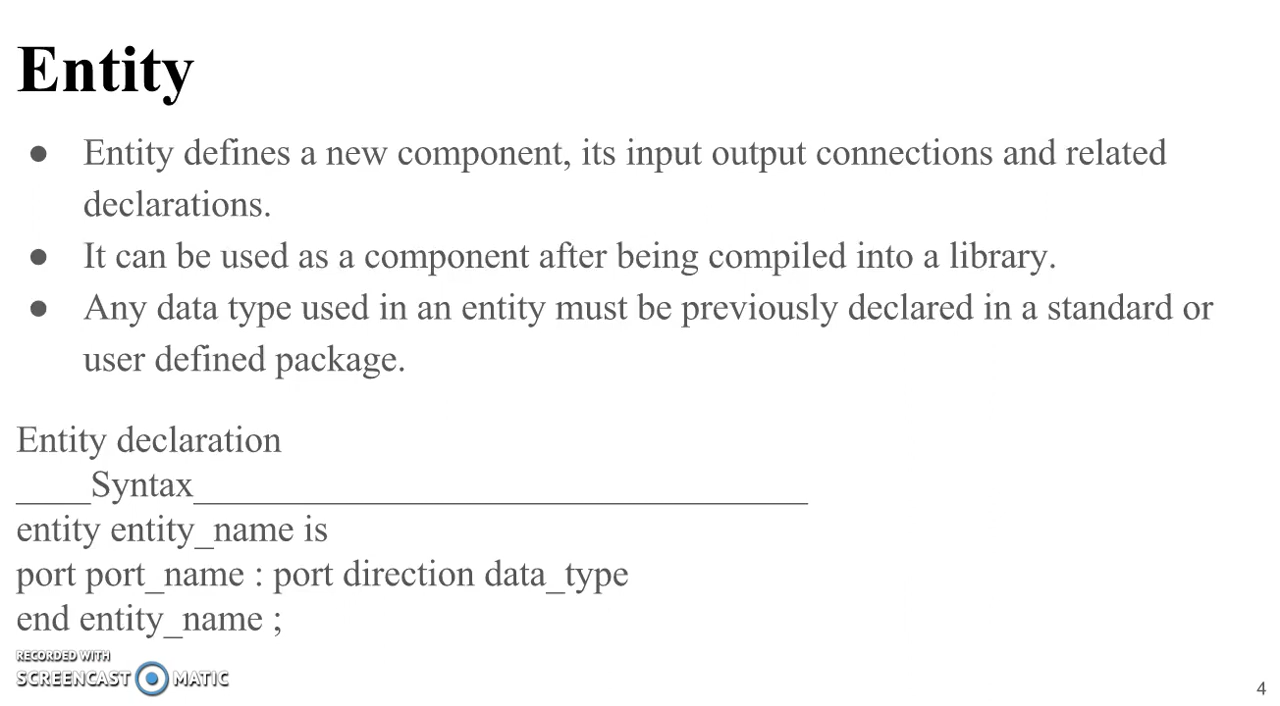 Entity
● Entity defines a new component, its input output connections and related
declarations.
● It can be used as a component after being compiled into a library.
● Any data type used in an entity must be previously declared in a standard or
user defined package.
Entity declaration
____Syntax_________________________________
entity entity_name is
port port_name : port direction data_type
end entity_name ;
RECORDED WITH
SCREENCAST MATIC
4